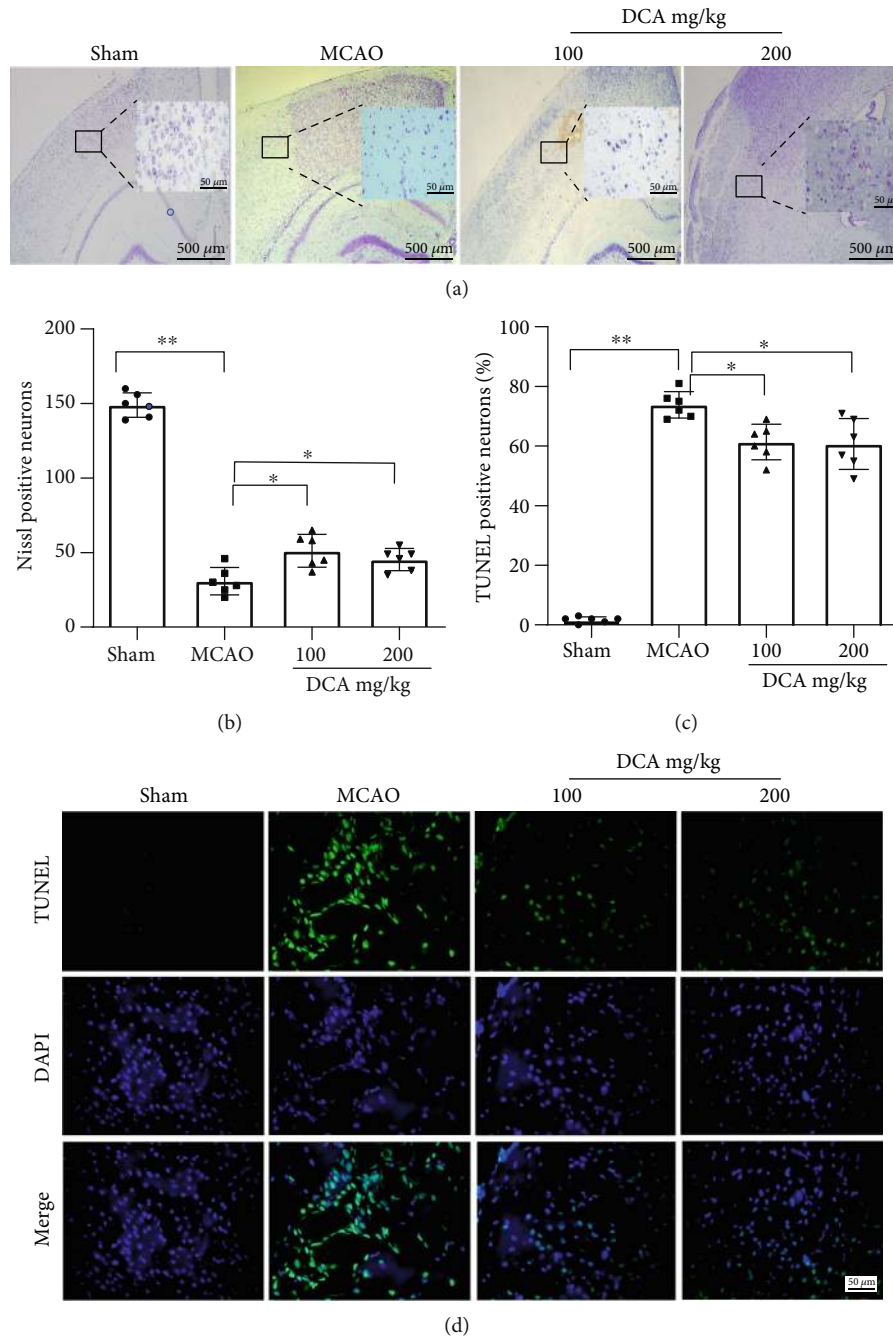 DCA mg/kg
Sham MCAO 100 200
50 μm 50 μm 50 μm 50 μm
500 μm 500 μm 500 μm 500 μm
(a)
200
150
100
50
0
Nissl positive neurons
**
*
*
Sham MCAO 100 200
DCA mg/kg
(b)
100
80
60
40
20
0
TUNEL positive neurons (%)
**
*
*
Sham MCAO 100 200
DCA mg/kg
(c)
DCA mg/kg
Sham MCAO 100 200
TUNEL
DAPI
Merge
50 μm
(d)